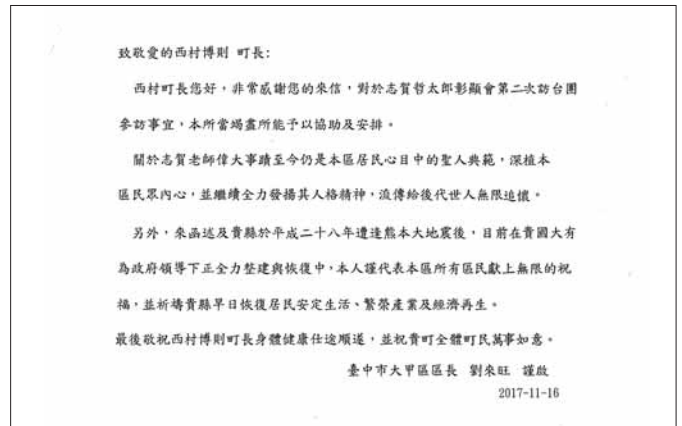 致敬愛的西村博則 町長:
西村町長您好，非常感謝您的來信，對於志賀哲太郎彰顯會第二次訪台團
參訪事宜，本所當竭盡所能予以協助及安排。
關於志賀老師偉大事蹟至今仍是本區居民心目中的聖人典範，深植本
區民眾內心，並繼續全力發揚其人格精神，流傳給後代世人無限追懷。
另外，來函述及貴縣於平成二十八年遭逢熊本大地震後，目前在貴國大有
為政府領導下正全力整建與恢復中，本人謹代表本區所有區民獻上無限的祝
福，並祈禱貴縣早日恢復居民安定生活、繁榮產業及經濟再生。
最後敬祝西村博則町長身體健康仕途順遂，並祝貴町全體町民萬事如意。
臺中市大甲區區長 劉來旺 謹啟
2017-11-16